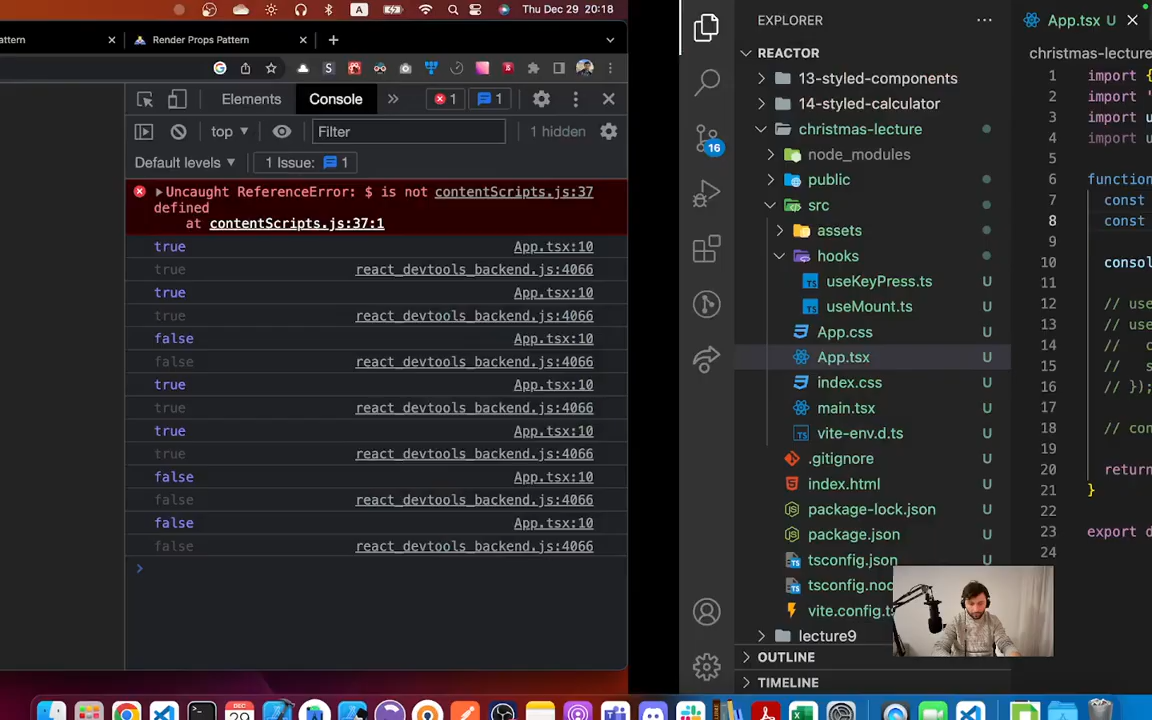 A
Thu Dec 29 20:18
attern
Render Props Pattern
Elements
Console
1
1
top
Filter
1 hidden
Default levels
1 Issue:
1
Uncaught ReferenceError: $ is not
contentScripts.js:37
defined
at contentScripts.js:37:1
true
App.tsx:10
true
react_devtools_backend.js:4066
true
App.tsx:10
true
react_devtools_backend.js:4066
false
App.tsx:10
false
react_devtools_backend.js:4066
true
App.tsx:10
true
react_devtools_backend.js:4066
true
App.tsx:10
true
react_devtools_backend.js:4066
false
App.tsx:10
false
react_devtools_backend.js:4066
false
App.tsx:10
false
react_devtools_backend.js:4066
EXPLORER
REACTOR
13-styled-components
14-styled-calculator
christmas-lecture
16
node_modules
public
src
assets
hooks
useKeyPress.ts
useMount.ts
App.css
U
App.tsx
U
index.css
U
main.tsx
U
vite-env.d.ts
U
.gitignore
U
index.html
U
package-lock.json
U
package.json
U
tsconfig.json
U
tsconfig.noc
vite.config.ts
lecture9
OUTLINE
TIMELINE
App.tsx U
christmas-lecture
1 import {
2 import '
3 import u
4 import u
5
6 function
7 const
8 const
9
10 consol
11
12 // use
13 // use
14 // c
15 // s
16 // });
17
18 // con
19
20 return
21 }
22
23 export d
24